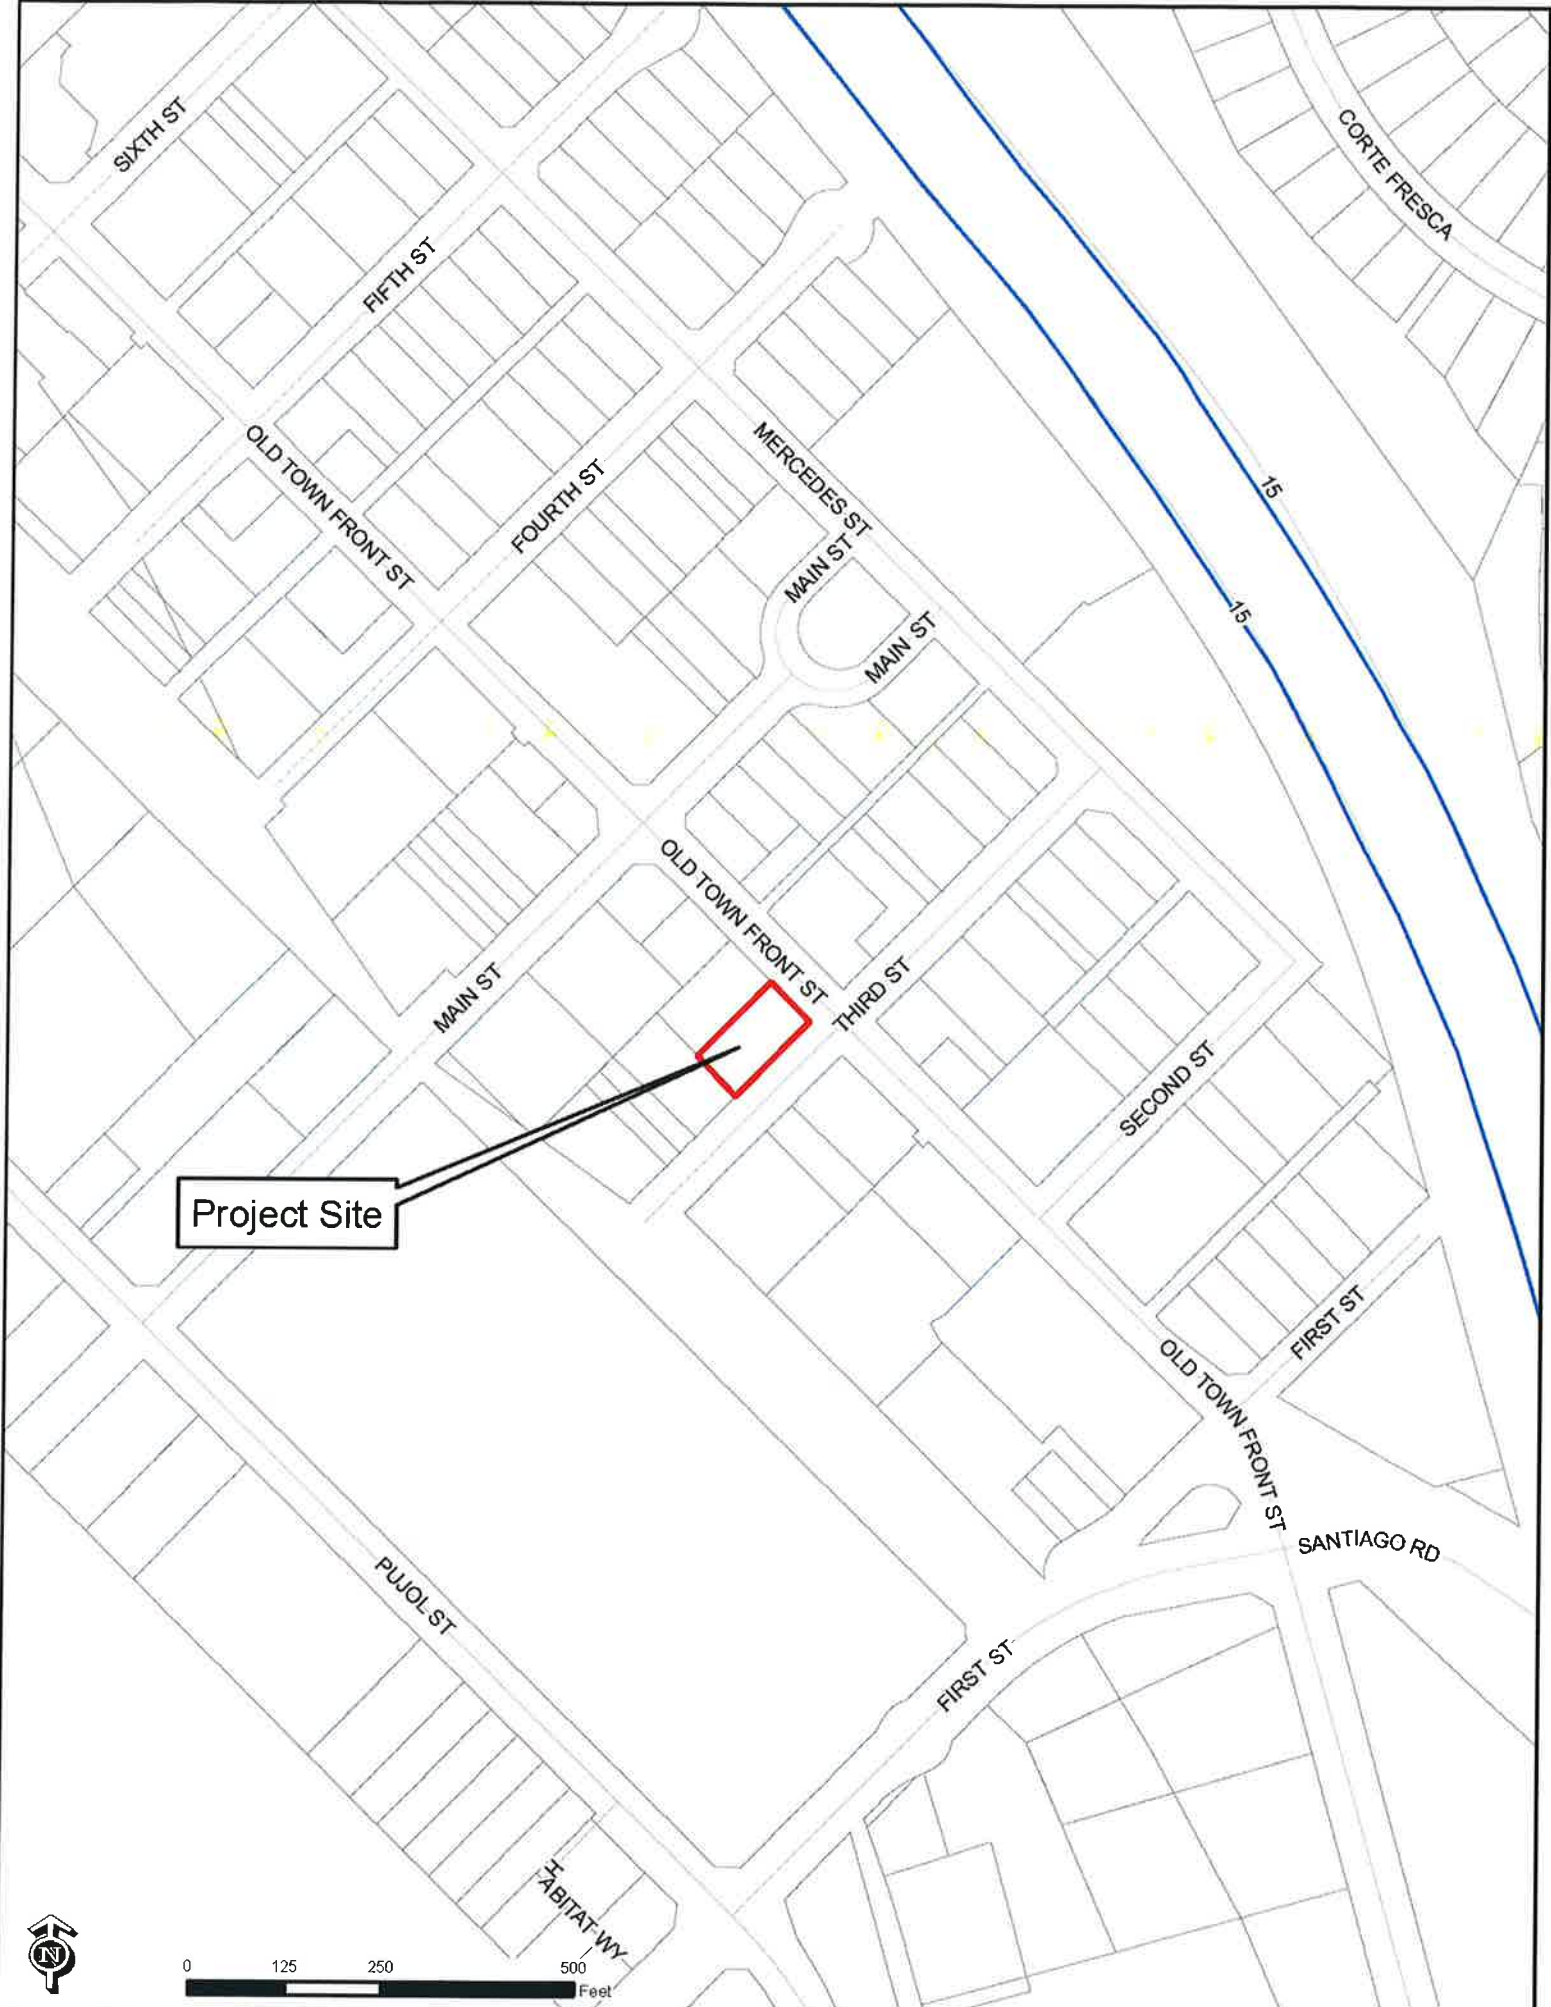 SIXTH ST
CORTE FRESCA
FIFTH ST
OLD TOWN FRONT ST
FOURTH ST
MERCEDES ST
15
MAIN ST
15
MAIN ST
OLD TOWN FRONT ST
MAIN ST
THIRD ST
SECOND ST
Project Site
FIRST ST
OLD TOWN FRONT ST
SANTIAGO RD
PUJOL ST
FIRST ST
HABITAT WY
N
0 125 250 500
Feet